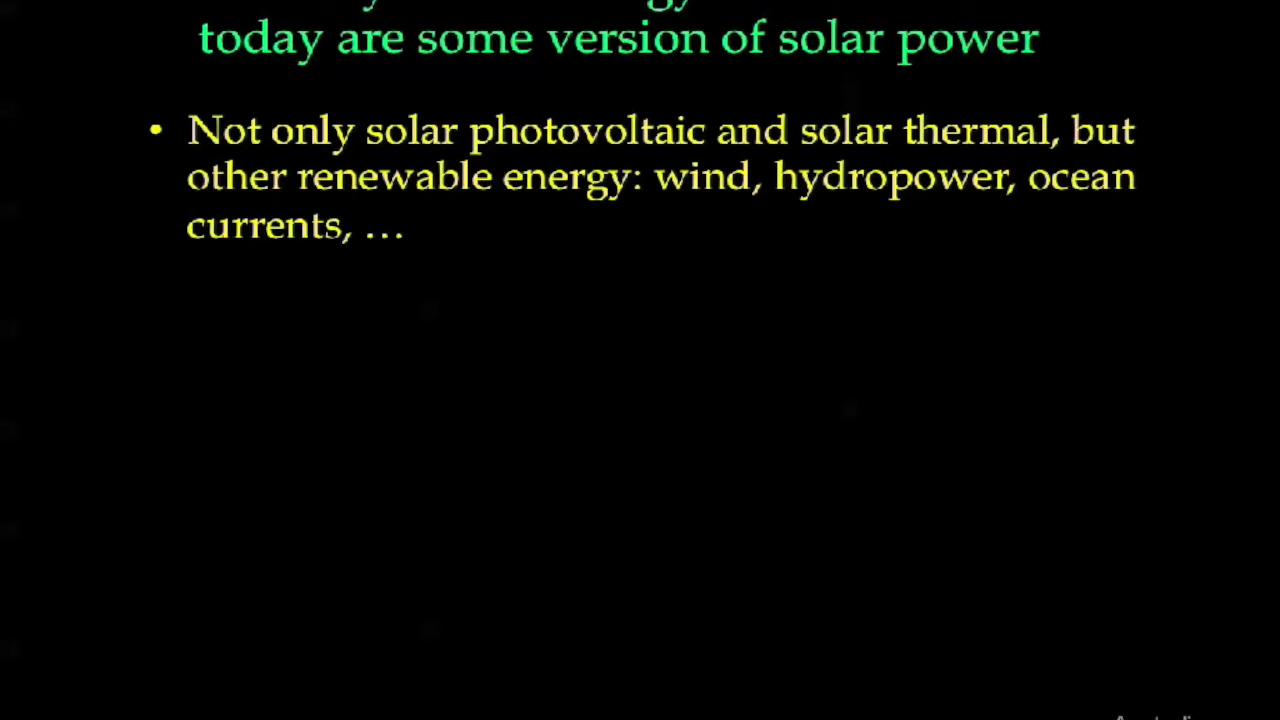 today are some version of solar power
• Not only solar photovoltaic and solar thermal, but
other renewable energy: wind, hydropower, ocean
currents, …